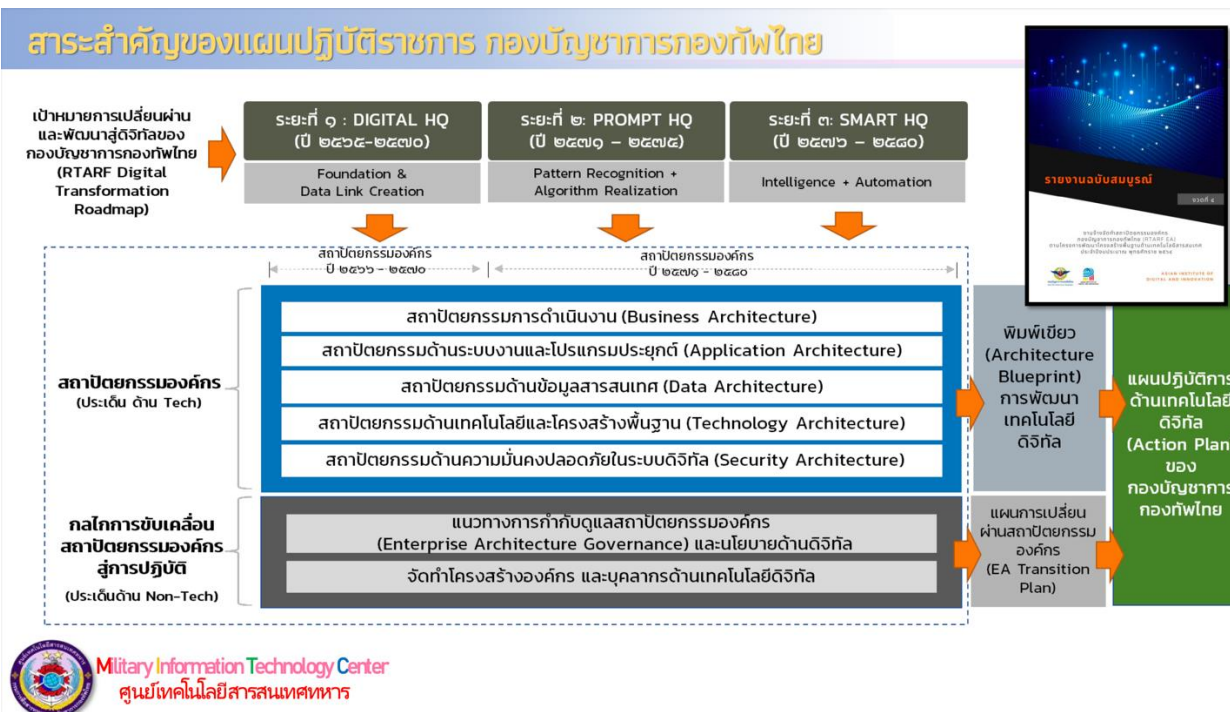 สาระสำคัญของแผนปฏิบัติราชการ กองบัญชาการกองทัพไทย
เป้าหมายการเปลี่ยนผ่าน
และพัฒนาสู่ดิจิทัลของ
กองบัญชาการกองทัพไทย
(RTARF Digital
Transformation
Roadmap)
ระยะที่ ๑ : DIGITAL HQ
(ปี ๒๕๖๕-๒๕๗๐)
Foundation &
Data Link Creation
ระยะที่ ๒: PROMPT HQ
(ปี ๒๕๗๑ – ๒๕๗๕)
Pattern Recognition +
Algorithm Realization
ระยะที่ ๓: SMART HQ
(ปี ๒๕๗๖ – ๒๕๘๐)
Intelligence + Automation
รายงานฉบับสมบูรณ์
งวดที่ ๔
ASIAN INSTITUTE OF
DIGITAL AND INNOVATION
สถาปัตยกรรมองค์กร
ปี ๒๕๖๖ – ๒๕๗๐
สถาปัตยกรรมองค์กร
ปี ๒๕๗๑ – ๒๕๘๐
สถาปัตยกรรมองค์กร
(ประเด็น ด้าน Tech)
สถาปัตยกรรมการดำเนินงาน (Business Architecture)
สถาปัตยกรรมด้านระบบงานและโปรแกรมประยุกต์ (Application Architecture)
สถาปัตยกรรมด้านข้อมูลสารสนเทศ (Data Architecture)
สถาปัตยกรรมด้านเทคโนโลยีและโครงสร้างพื้นฐาน (Technology Architecture)
สถาปัตยกรรมด้านความมั่นคงปลอดภัยในระบบดิจิทัล (Security Architecture)
พิมพ์เขียว
(Architecture
Blueprint)
การพัฒนา
เทคโนโลยี
ดิจิทัล
แผนปฏิบัติการ
ด้านเทคโนโลยี
ดิจิทัล
(Action Plan
ของ
กองบัญชาการ
กองทัพไทย
กลไกการขับเคลื่อน
สถาปัตยกรรมองค์กร
สู่การปฏิบัติ
(ประเด็นด้าน Non-Tech)
แนวทางการกำกับดูแลสถาปัตยกรรมองค์กร
(Enterprise Architecture Governance) และนโยบายด้านดิจิทัล
จัดทำโครงสร้างองค์กร และบุคลากรด้านเทคโนโลยีดิจิทัล
แผนการเปลี่ยน
ผ่านสถาปัตยกรรม
องค์กร
(EA Transition
Plan)
Military Information Technology Center
ศูนย์เทคโนโลยีสารสนเทศทหาร